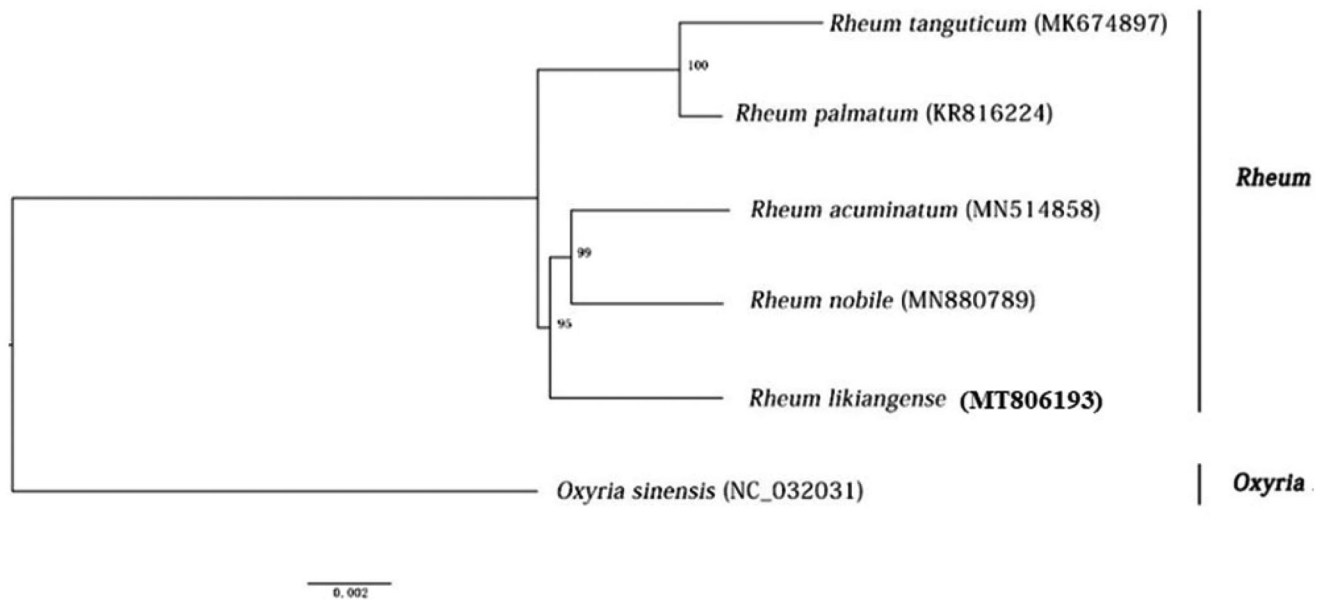 Rheum tanguticum (MK674897)
100
Rheum palmatum (KR816224)
Rheum
Rheum acuminatum (MN514858)
99
Rheum nobile (MN880789)
95
Rheum likiangense (MT806193)
Oxyria sinensis (NC_032031)
Oxyria
0.002